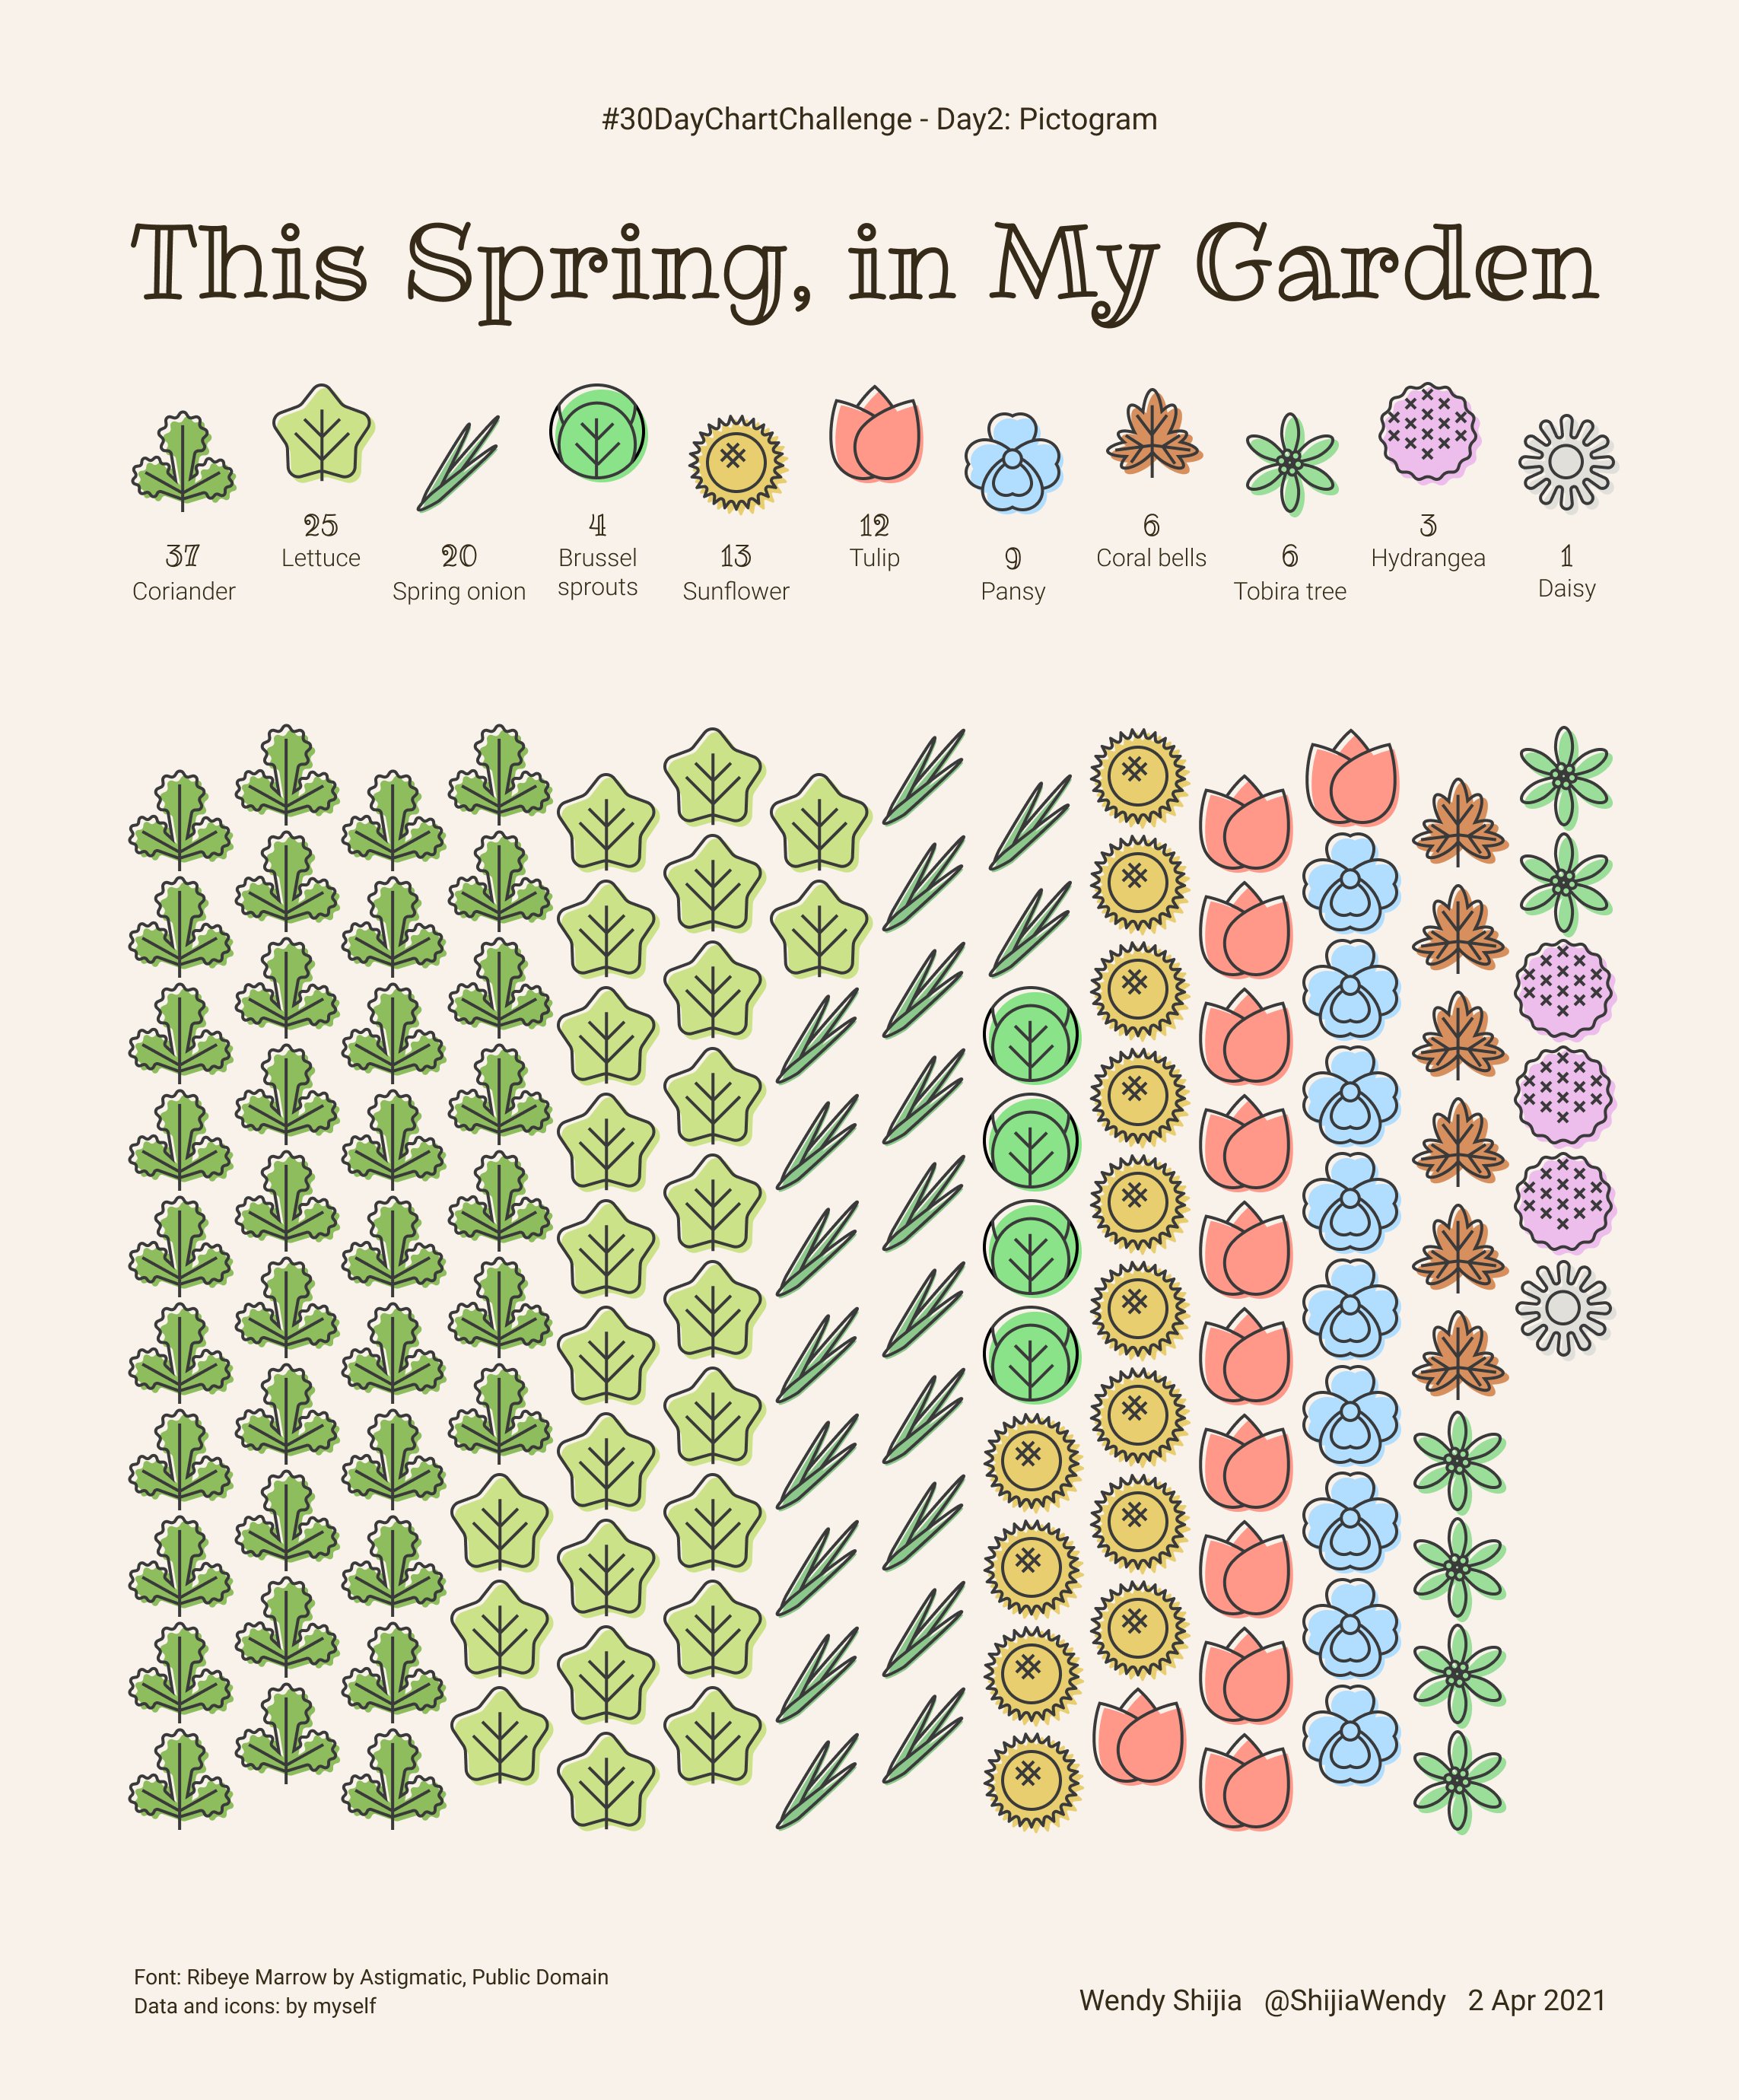 #30DayChartChallenge - Day2: Pictogram
This Spring, in My Garden
37
Coriander
25
Lettuce
20
Spring onion
4
Brussel
sprouts
13
Sunflower
12
Tulip
9
Pansy
6
Coral bells
6
Tobira tree
3
Hydrangea
1
Daisy
Font: Ribeye Marrow by Astigmatic, Public Domain
Data and icons: by myself
Wendy Shijia @ShijiaWendy 2 Apr 2021